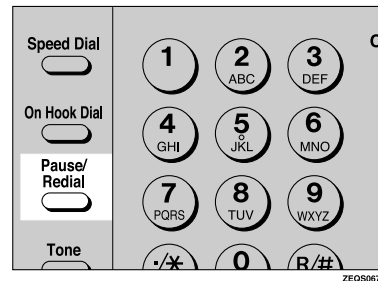 Speed Dial
On Hook Dial
Pause/
Redial
Tone
1
2
ABC
3
DEF
4
GHI
5
JKL
6
MNO
7
PQRS
8
TUV
9
WXYZ
·/*
0
R/#
C
ZEQS067